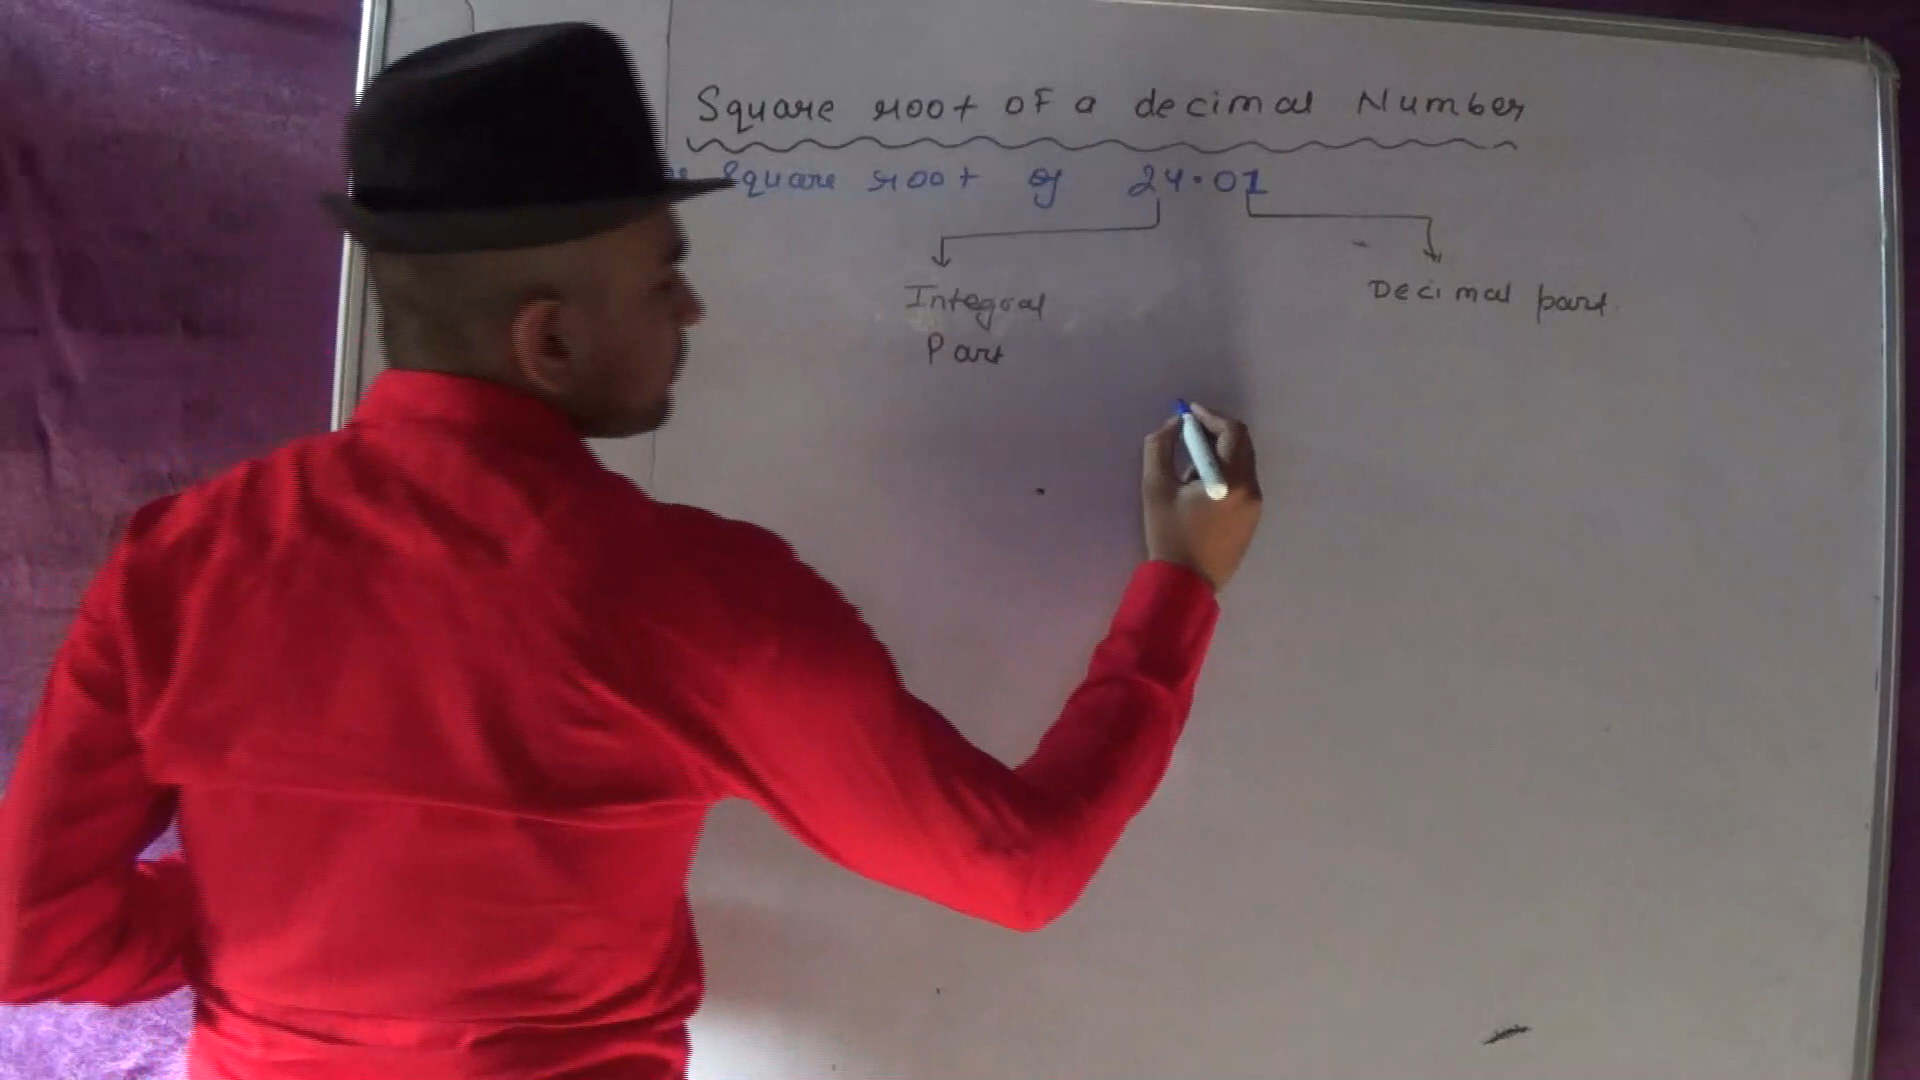 Square root OF a decimal Number
Square root of 24.01
Integral
Part
Decimal part